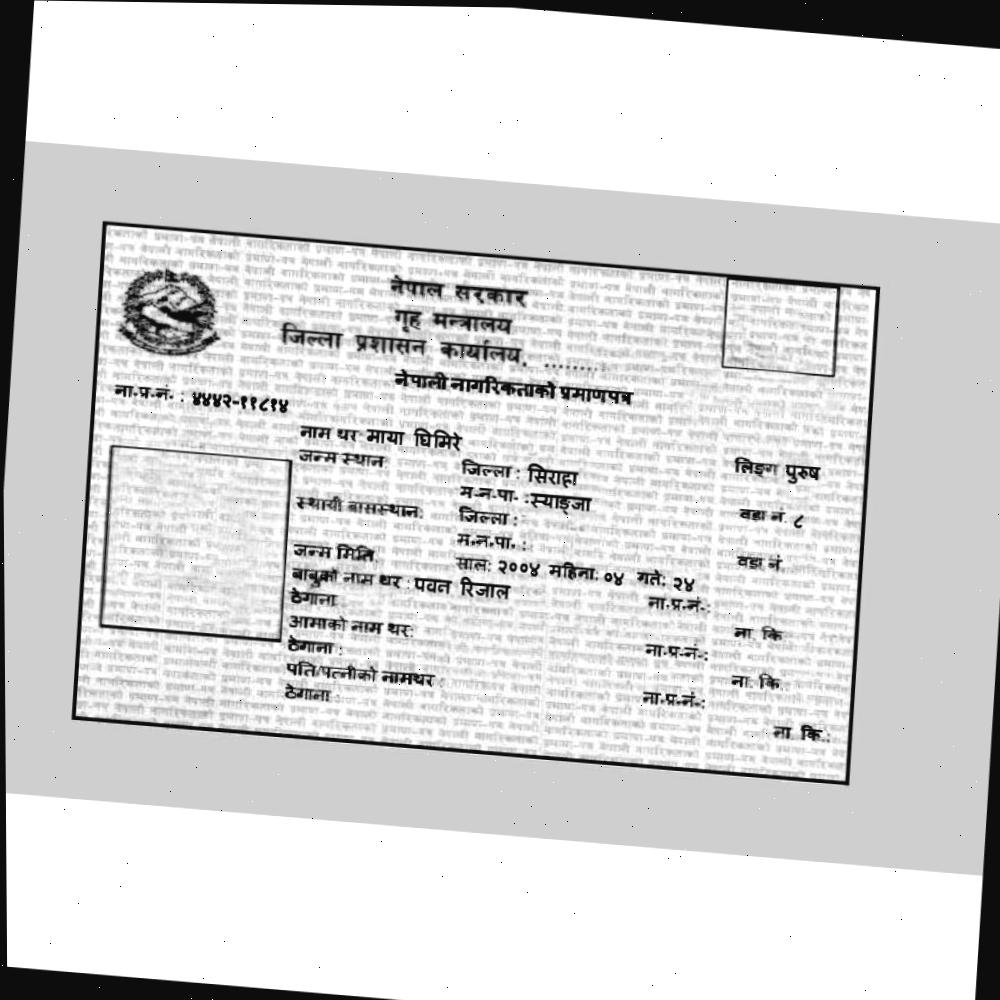 नेपाल सरकार
गृह मन्त्रालय
जिल्ला प्रशासन कार्यालय, .........
नेपाली नागरिकताको प्रमाणपत्र
ना.प्र.नं. : ४४४२-११८१४
नाम थर: माया घिमिरे
लिङ्ग पुरुष
जन्म स्थान: जिल्ला : सिराहा
म.न.पा. : स्याङ्जा वडा नं. ८
स्थायी बासस्थान: जिल्ला :
म.न.पा. : वडा नं.
जन्म मिति: साल: २००४ महिना: ०४ गते: २४
बाबुको नाम थर : पवन रिजाल ना.प्र.नं.:
ठेगाना: ना. कि.
आमाको नाम थर: ना.प्र.नं.:
ठेगाना : ना. कि.
पति/पत्नीको नामथर : ना.प्र.नं.:
ठेगाना : ना. कि.: